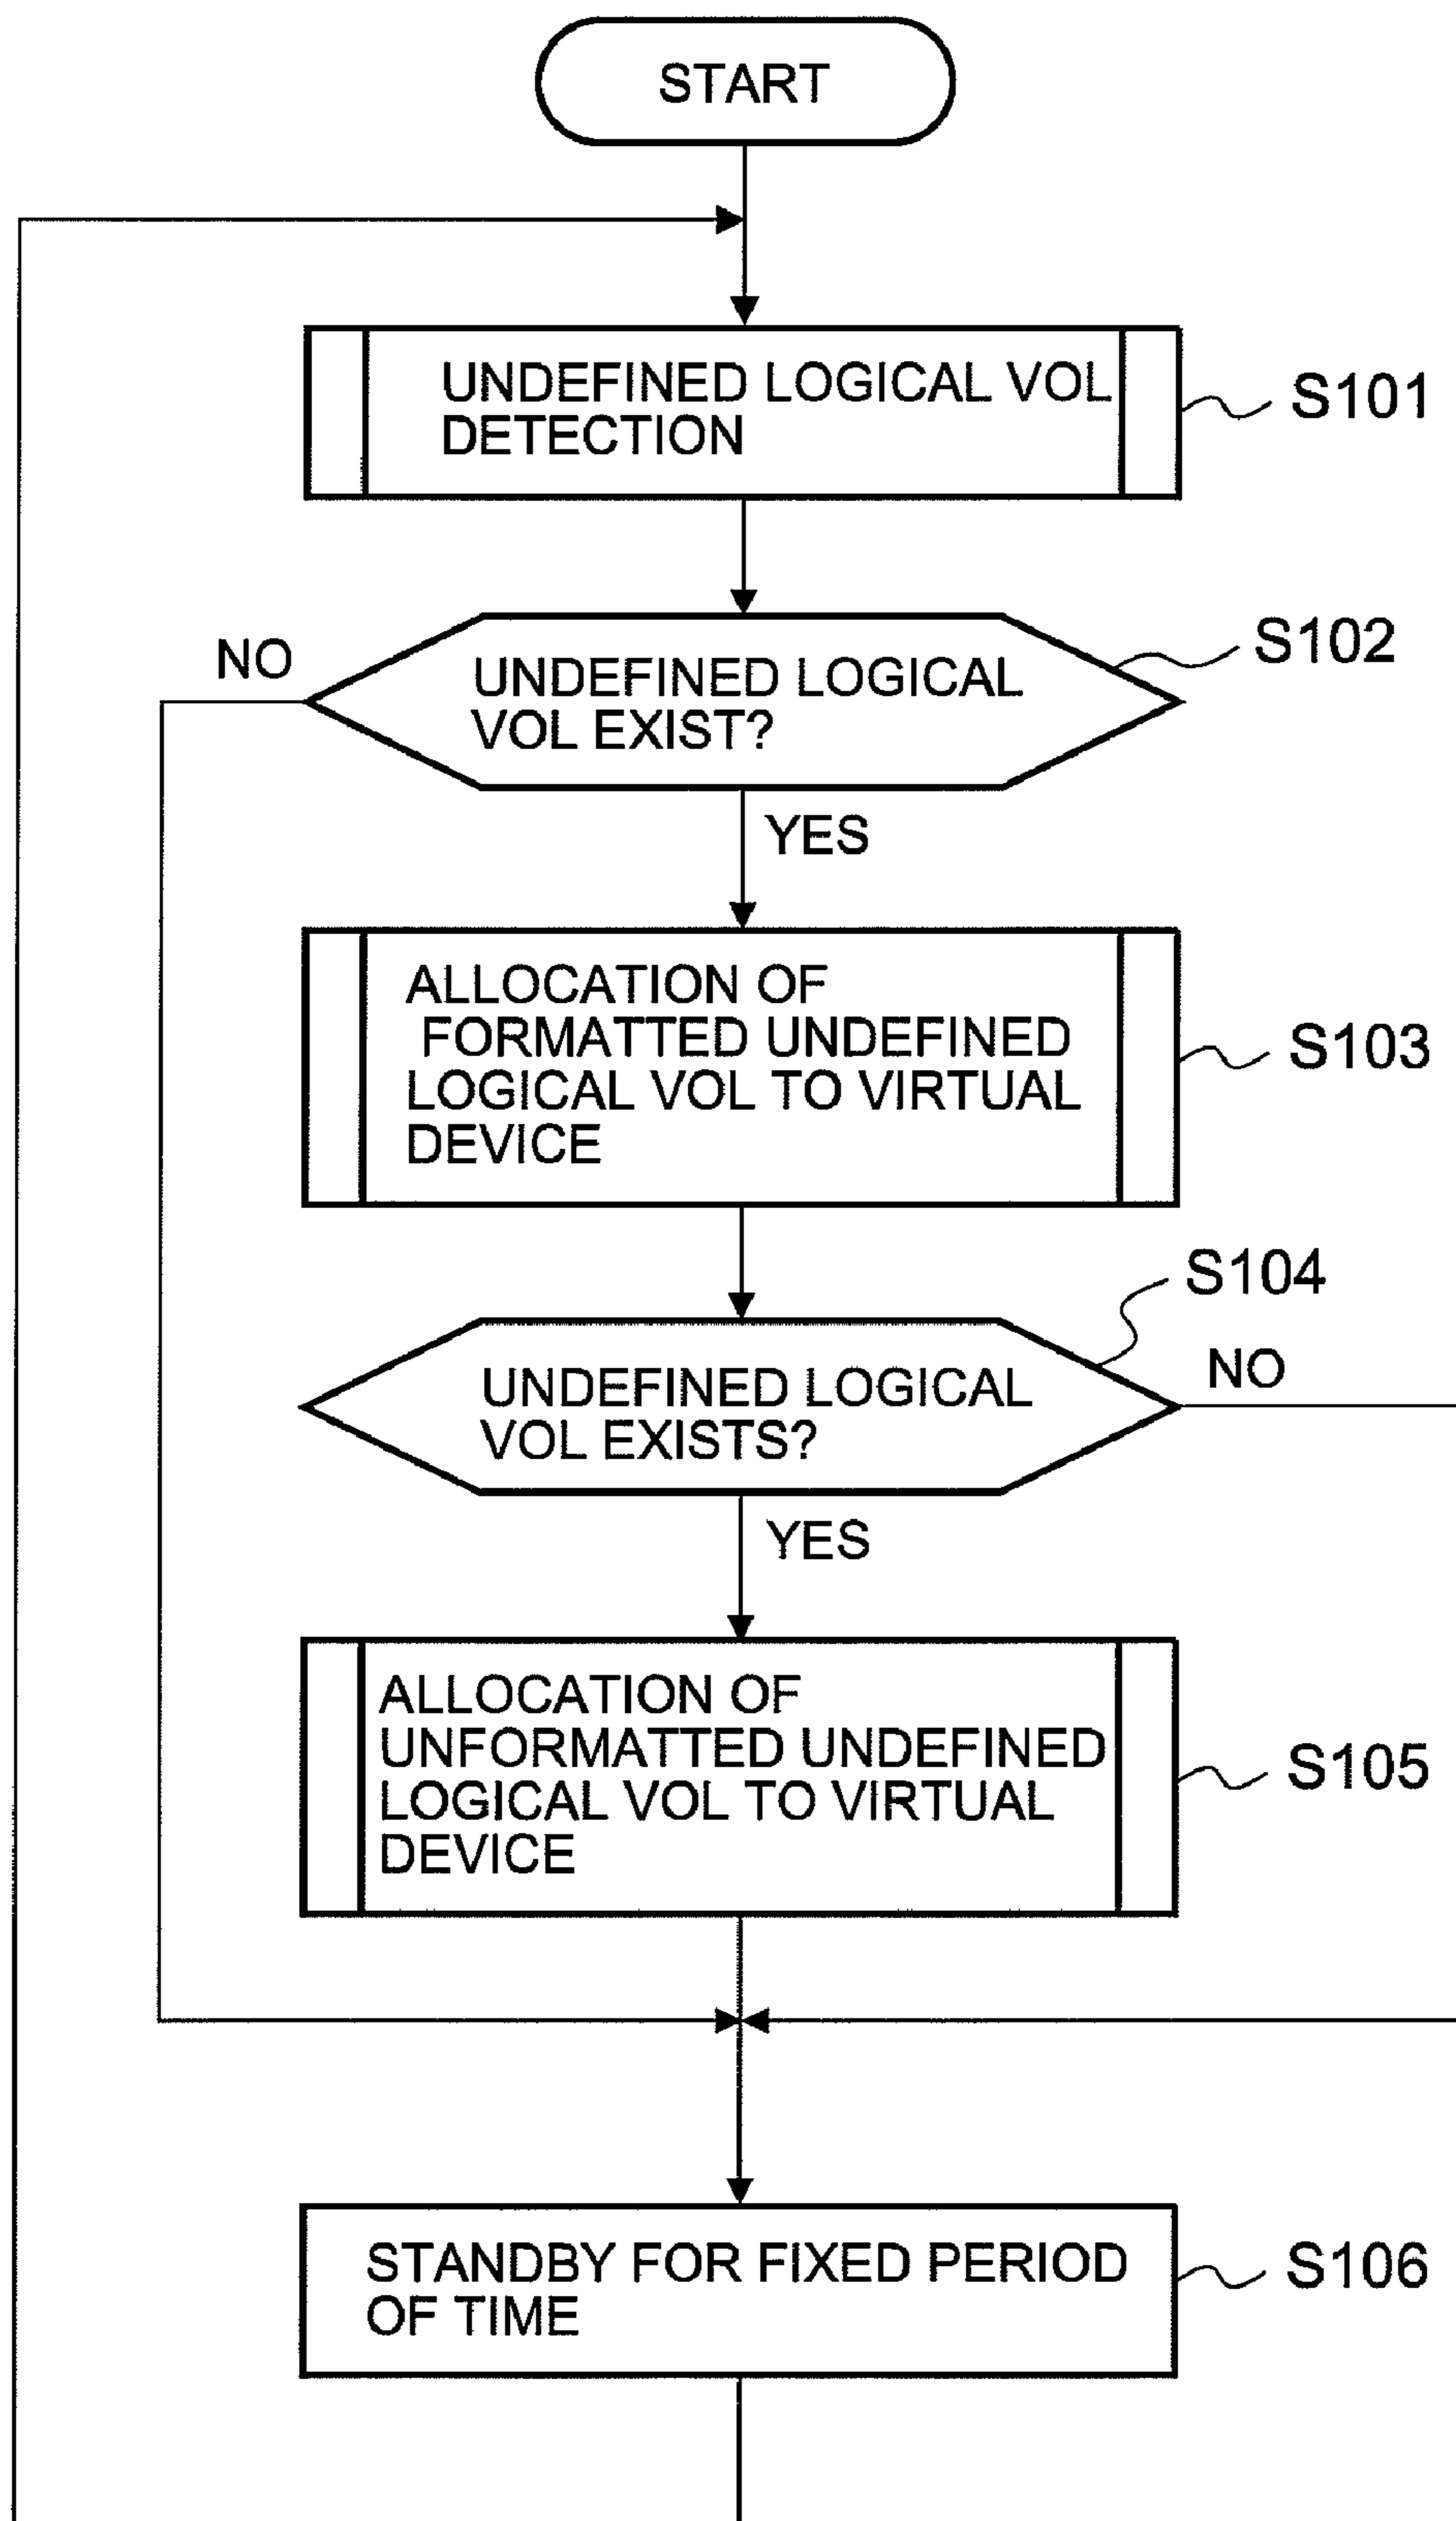 START
UNDEFINED LOGICAL VOL
DETECTION
S101
S102
NO
UNDEFINED LOGICAL
VOL EXIST?
YES
ALLOCATION OF
FORMATTED UNDEFINED
LOGICAL VOL TO VIRTUAL
DEVICE
S103
S104
NO
UNDEFINED LOGICAL
VOL EXISTS?
YES
ALLOCATION OF
UNFORMATTED UNDEFINED
LOGICAL VOL TO VIRTUAL
DEVICE
S105
STANDBY FOR FIXED PERIOD
OF TIME
S106